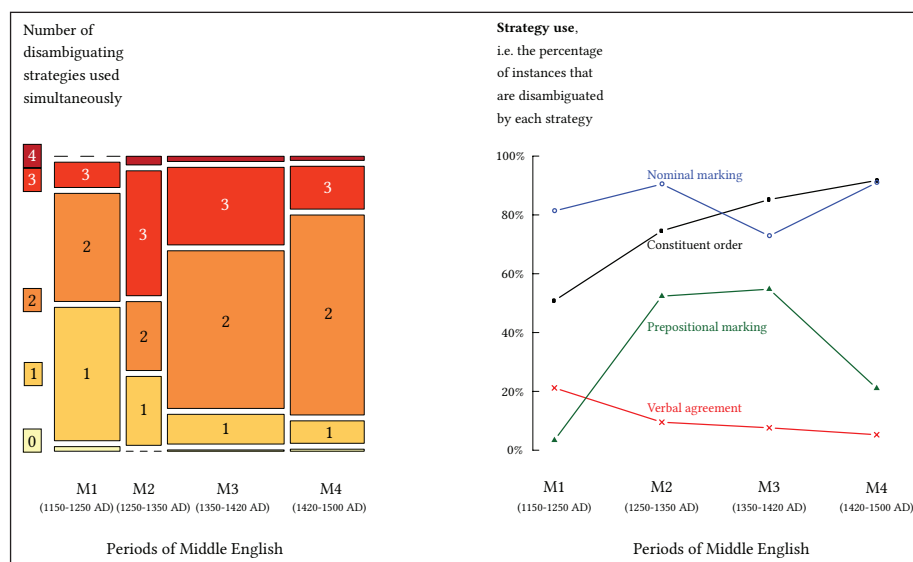 Number of
disambiguating
strategies used
simultaneously
4
3
2
1
0
3
2
1
3
2
1
3
2
1
3
2
1
M1
M2
M3
M4
(1150-1250 AD)
(1250-1350 AD)
(1350-1420 AD)
(1420-1500 AD)
Periods of Middle English
Strategy use,
i.e. the percentage
of instances that
are disambiguated
by each strategy
100%
80%
60%
40%
20%
0%
Nominal marking
Constituent order
Prepositional marking
Verbal agreement
M1
M2
M3
M4
(1150-1250 AD)
(1250-1350 AD)
(1350-1420 AD)
(1420-1500 AD)
Periods of Middle English